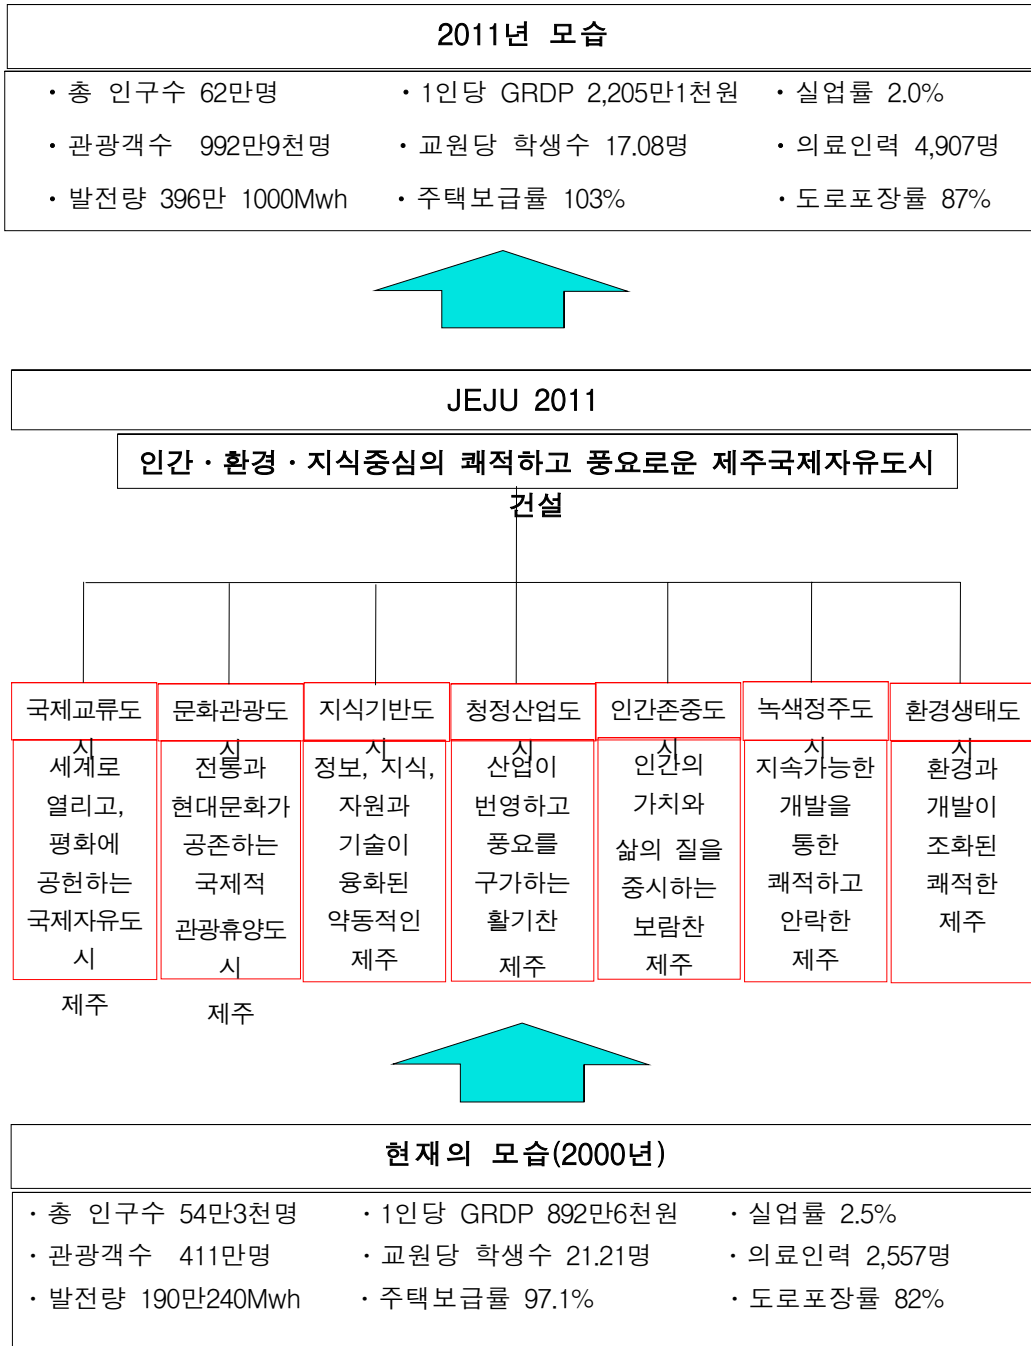 2011년 모습
· 총 인구수 62만명 · 1인당 GRDP 2,205만1천원 · 실업률 2.0%
· 관광객수 992만9천명 · 교원당 학생수 17.08명 · 의료인력 4,907명
· 발전량 396만 1000Mwh · 주택보급률 103% · 도로포장률 87%
JEJU 2011
인간 · 환경 · 지식중심의 쾌적하고 풍요로운 제주국제자유도시
건설
국제교류도
시
세계로
열리고,
평화에
공헌하는
국제자유도
시
제주
문화관광도
시
전통과
현대문화가
공존하는
국제적
관광휴양도
시
제주
지식기반도
시
정보, 지식,
자원과
기술이
융화된
약동적인
제주
청정산업도
시
산업이
번영하고
풍요를
구가하는
활기찬
제주
인간존중도
시
인간의
가치와
삶의 질을
중시하는
보람찬
제주
녹색정주도
시
지속가능한
개발을
통한
쾌적하고
안락한
제주
환경생태도
시
환경과
개발이
조화된
쾌적한
제주
현재의 모습(2000년)
· 총 인구수 54만3천명 · 1인당 GRDP 892만6천원 · 실업률 2.5%
· 관광객수 411만명 · 교원당 학생수 21.21명 · 의료인력 2,557명
· 발전량 190만240Mwh · 주택보급률 97.1% · 도로포장률 82%